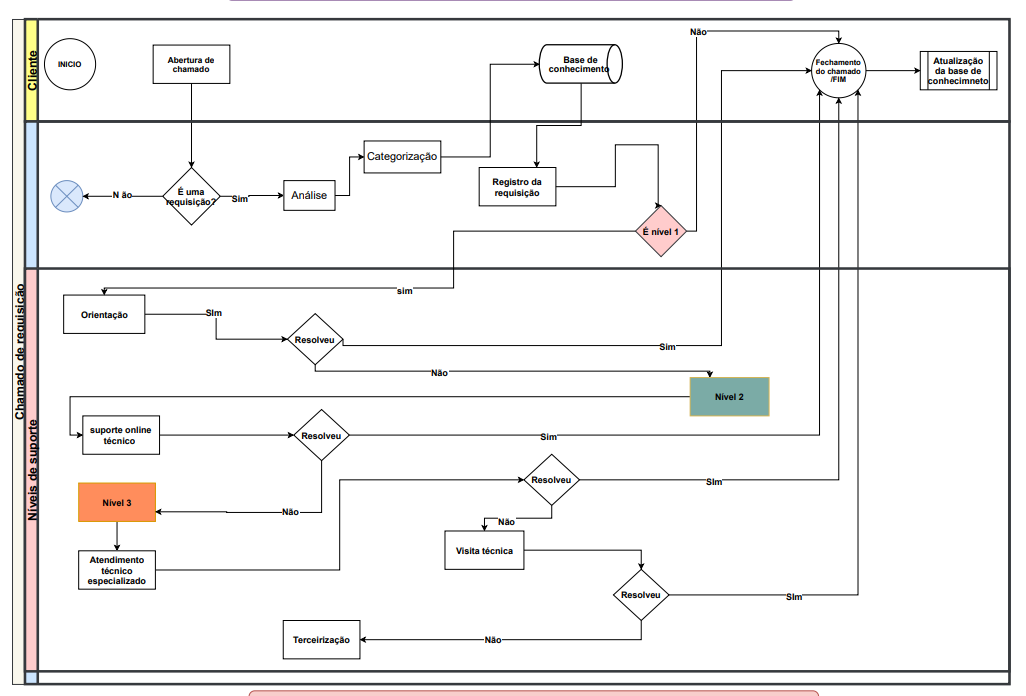 Chamado de requisição
Cliente
INICIO
Abertura de
chamado
Base de
conhecimento
Não
Fechamento
do chamado
/FIM
Atualização
da base de
conhecimneto
N ão
É uma
requisição?
Sim
Análise
Categorização
Registro da
requisição
É nível 1
Níveis de suporte
sim
Orientação
SIm
Resolveu
Sim
Não
Nível 2
suporte online
técnico
Resolveu
Sim
Nível 3
Não
Resolveu
SIm
Não
Atendimento
técnico
especializado
Visita técnica
Resolveu
SIm
Terceirização
Não